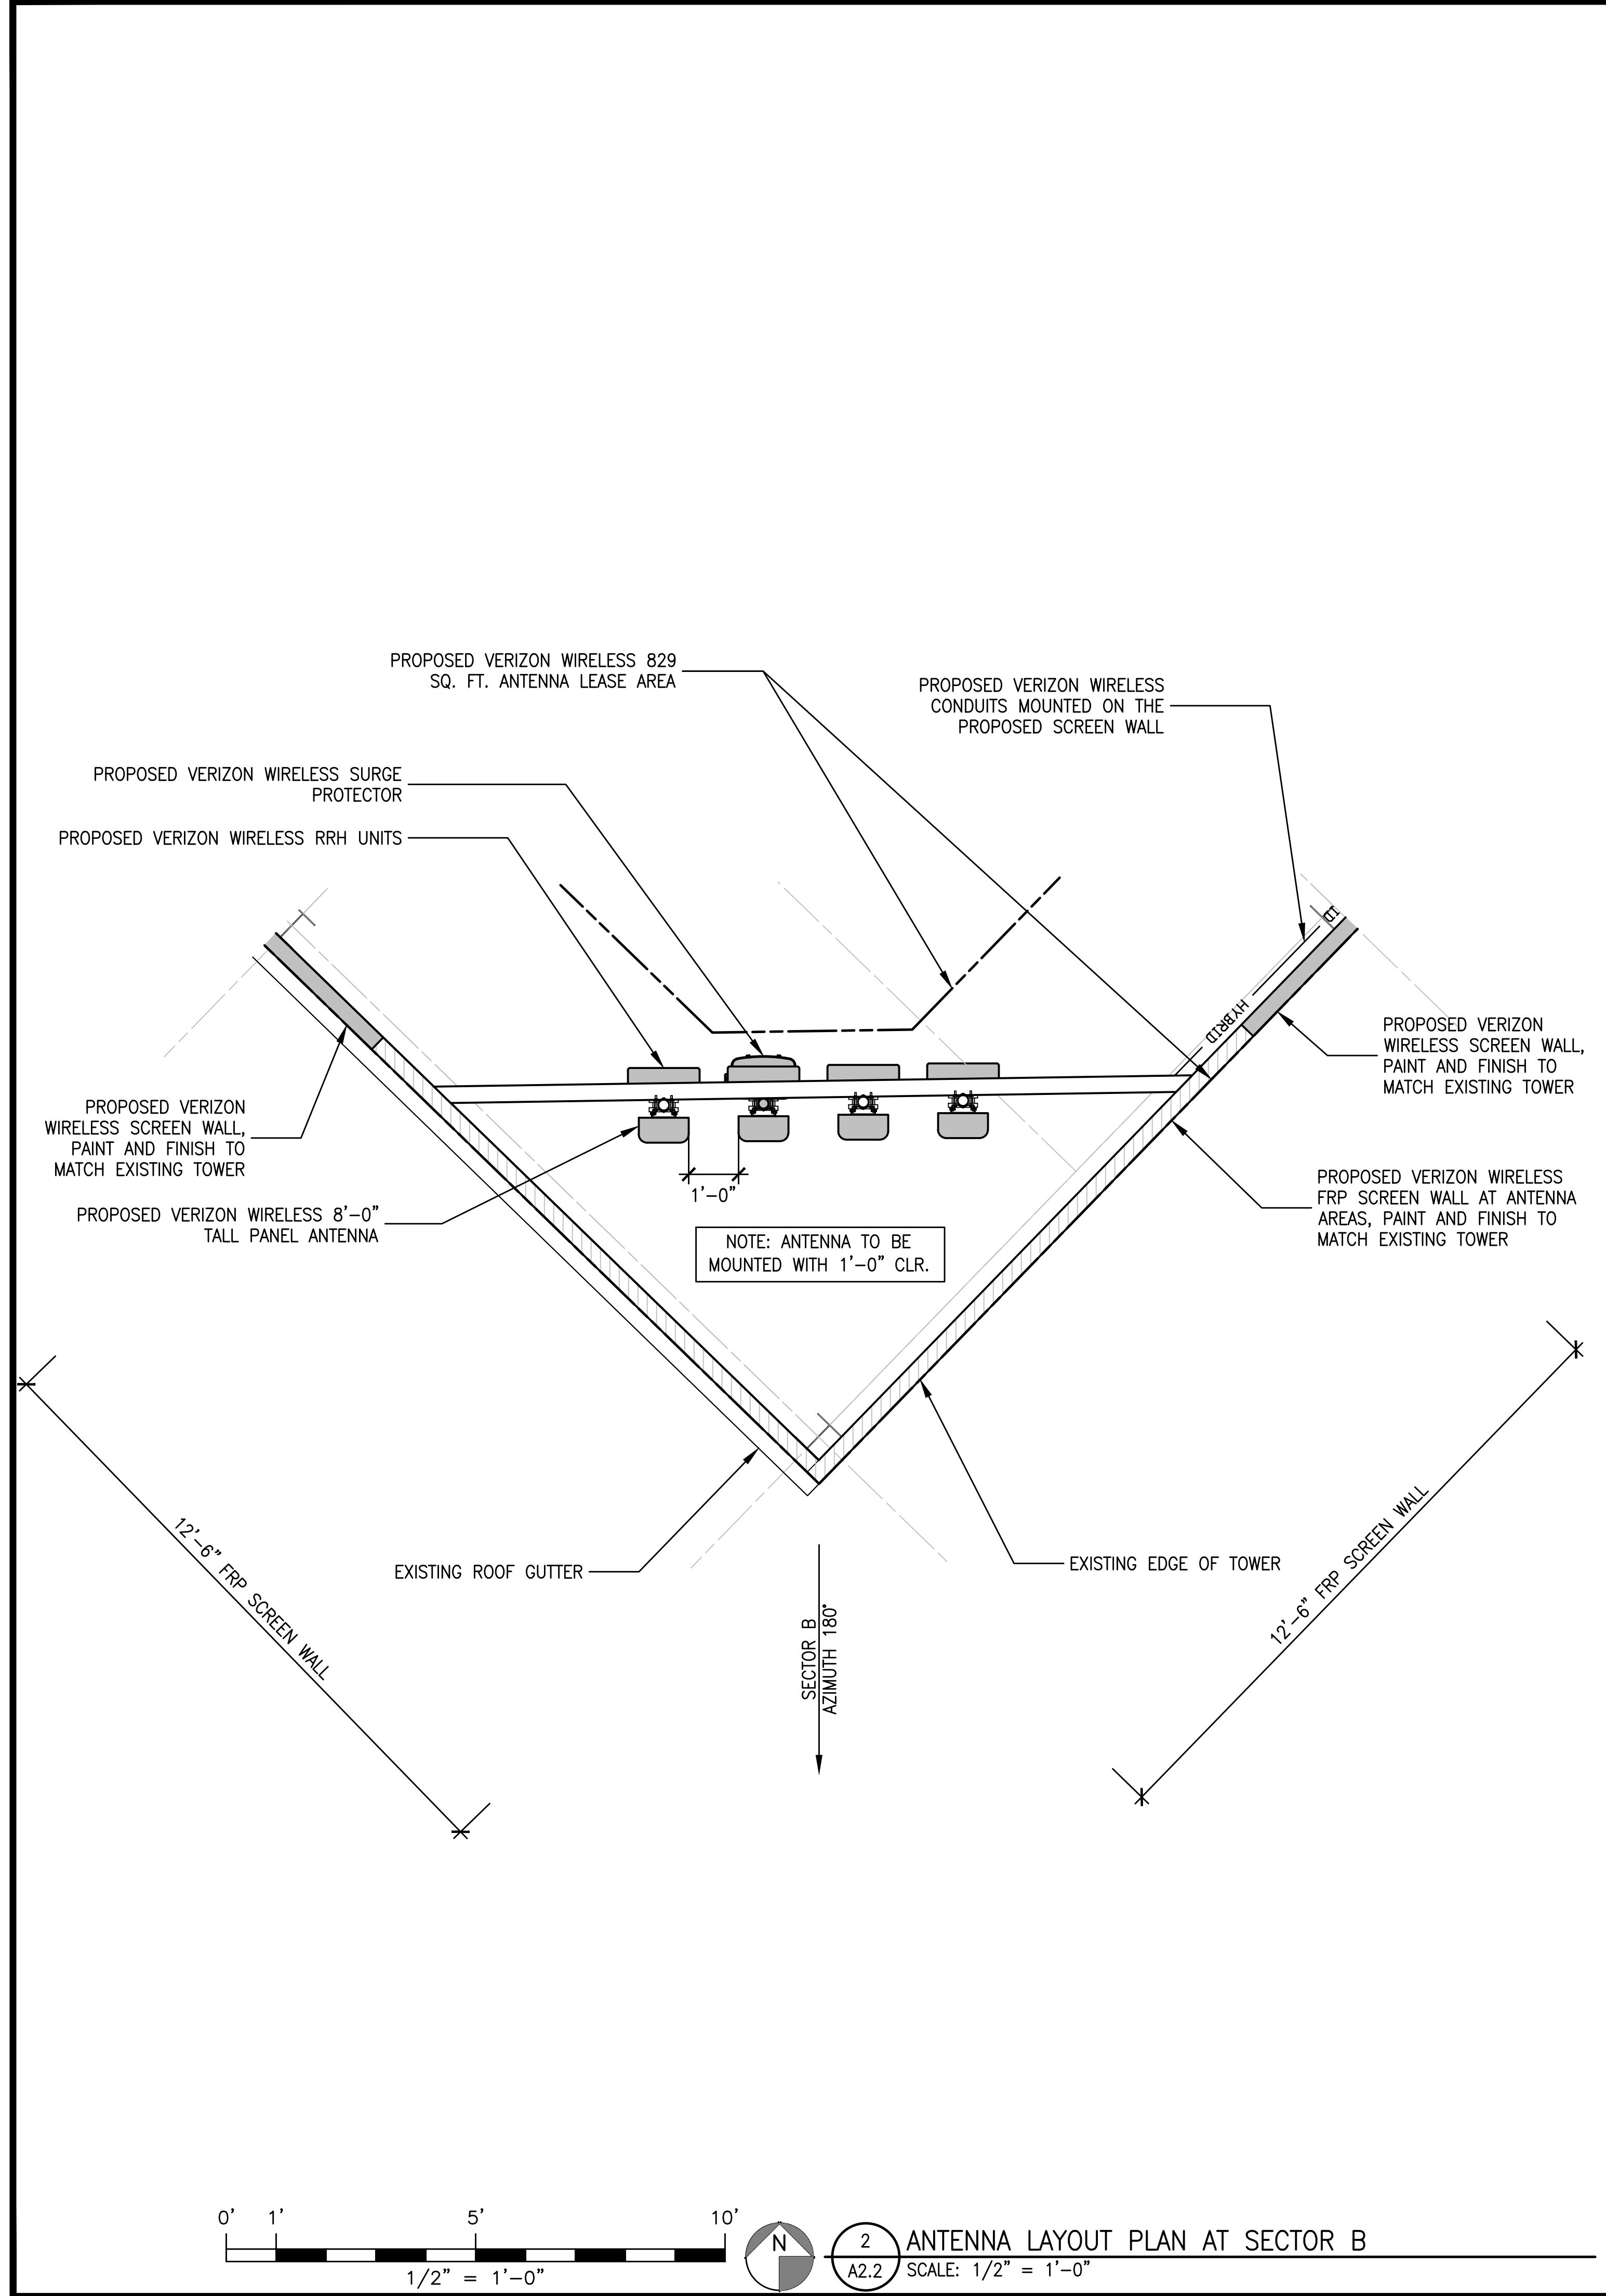 PROPOSED VERIZON WIRELESS 829
SQ. FT. ANTENNA LEASE AREA
PROPOSED VERIZON WIRELESS
CONDUITS MOUNTED ON THE
PROPOSED SCREEN WALL
PROPOSED VERIZON WIRELESS SURGE
PROTECTOR
PROPOSED VERIZON WIRELESS RRH UNITS
ID
HYBRID
PROPOSED VERIZON
WIRELESS SCREEN WALL,
PAINT AND FINISH TO
MATCH EXISTING TOWER
PROPOSED VERIZON
WIRELESS SCREEN WALL,
PAINT AND FINISH TO
MATCH EXISTING TOWER
PROPOSED VERIZON WIRELESS
FRP SCREEN WALL AT ANTENNA
AREAS, PAINT AND FINISH TO
MATCH EXISTING TOWER
1'-0"
PROPOSED VERIZON WIRELESS 8'-0"
TALL PANEL ANTENNA
NOTE: ANTENNA TO BE
MOUNTED WITH 1'-0" CLR.
12'-6" FRP SCREEN WALL
12'-6" FRP SCREEN WALL
EXISTING ROOF GUTTER
EXISTING EDGE OF TOWER
SECTOR B
AZIMUTH 180°
0' 1' 5' 10'
1/2" = 1'-0"
N
2
A2.2
ANTENNA LAYOUT PLAN AT SECTOR B
SCALE: 1/2" = 1'-0"